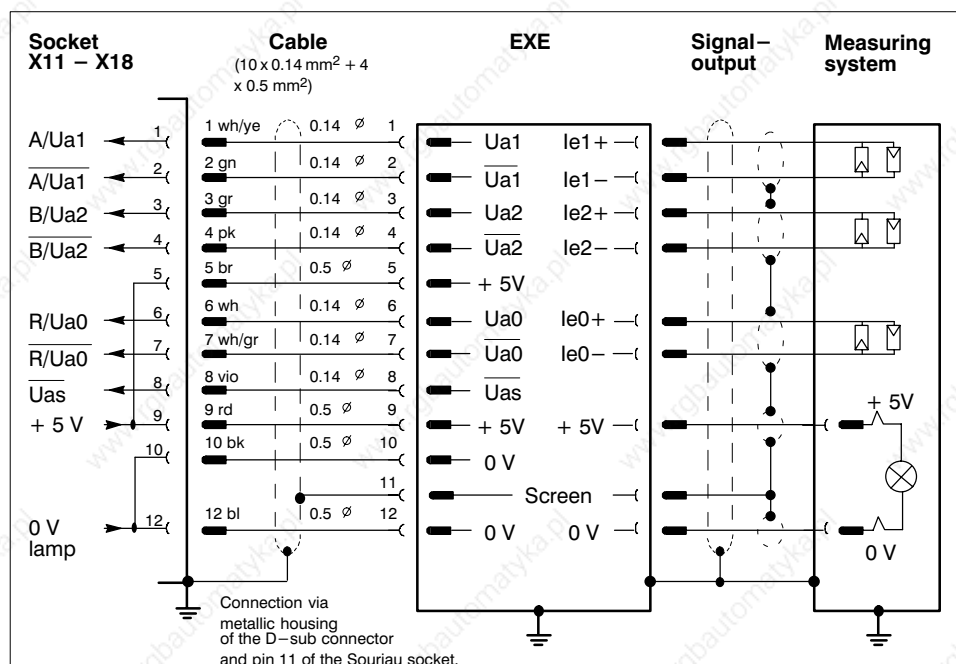 Socket
X11 – X18
Cable
(10 x 0.14 mm² + 4
x 0.5 mm²)
EXE
Signal–
output
Measuring
system
A/Ua1 1 1 wh/ye 0.14 ø 1 Ua1 Ie1+
A/Ua1 2 2 gn 0.14 ø 2 Ua1 Ie1–
B/Ua2 3 3 gr 0.14 ø 3 Ua2 Ie2+
B/Ua2 4 4 pk 0.14 ø 4 Ua2 Ie2–
5 5 br 0.5 ø 5 + 5V
R/Ua0 6 6 wh 0.14 ø 6 Ua0 Ie0+
R/Ua0 7 7 wh/gr 0.14 ø 7 Ua0 Ie0–
Uas 8 8 vio 0.14 ø 8 Uas
+ 5 V 9 9 rd 0.5 ø 9 + 5V + 5V + 5V
10 10 bk 0.5 ø 10 0 V
11 Screen
0 V 12 12 bl 0.5 ø 12 0 V 0 V 0 V
lamp
Connection via
metallic housing
of the D–sub connector
and pin 11 of the Souriau socket.
www.rgbautomatyka.pl